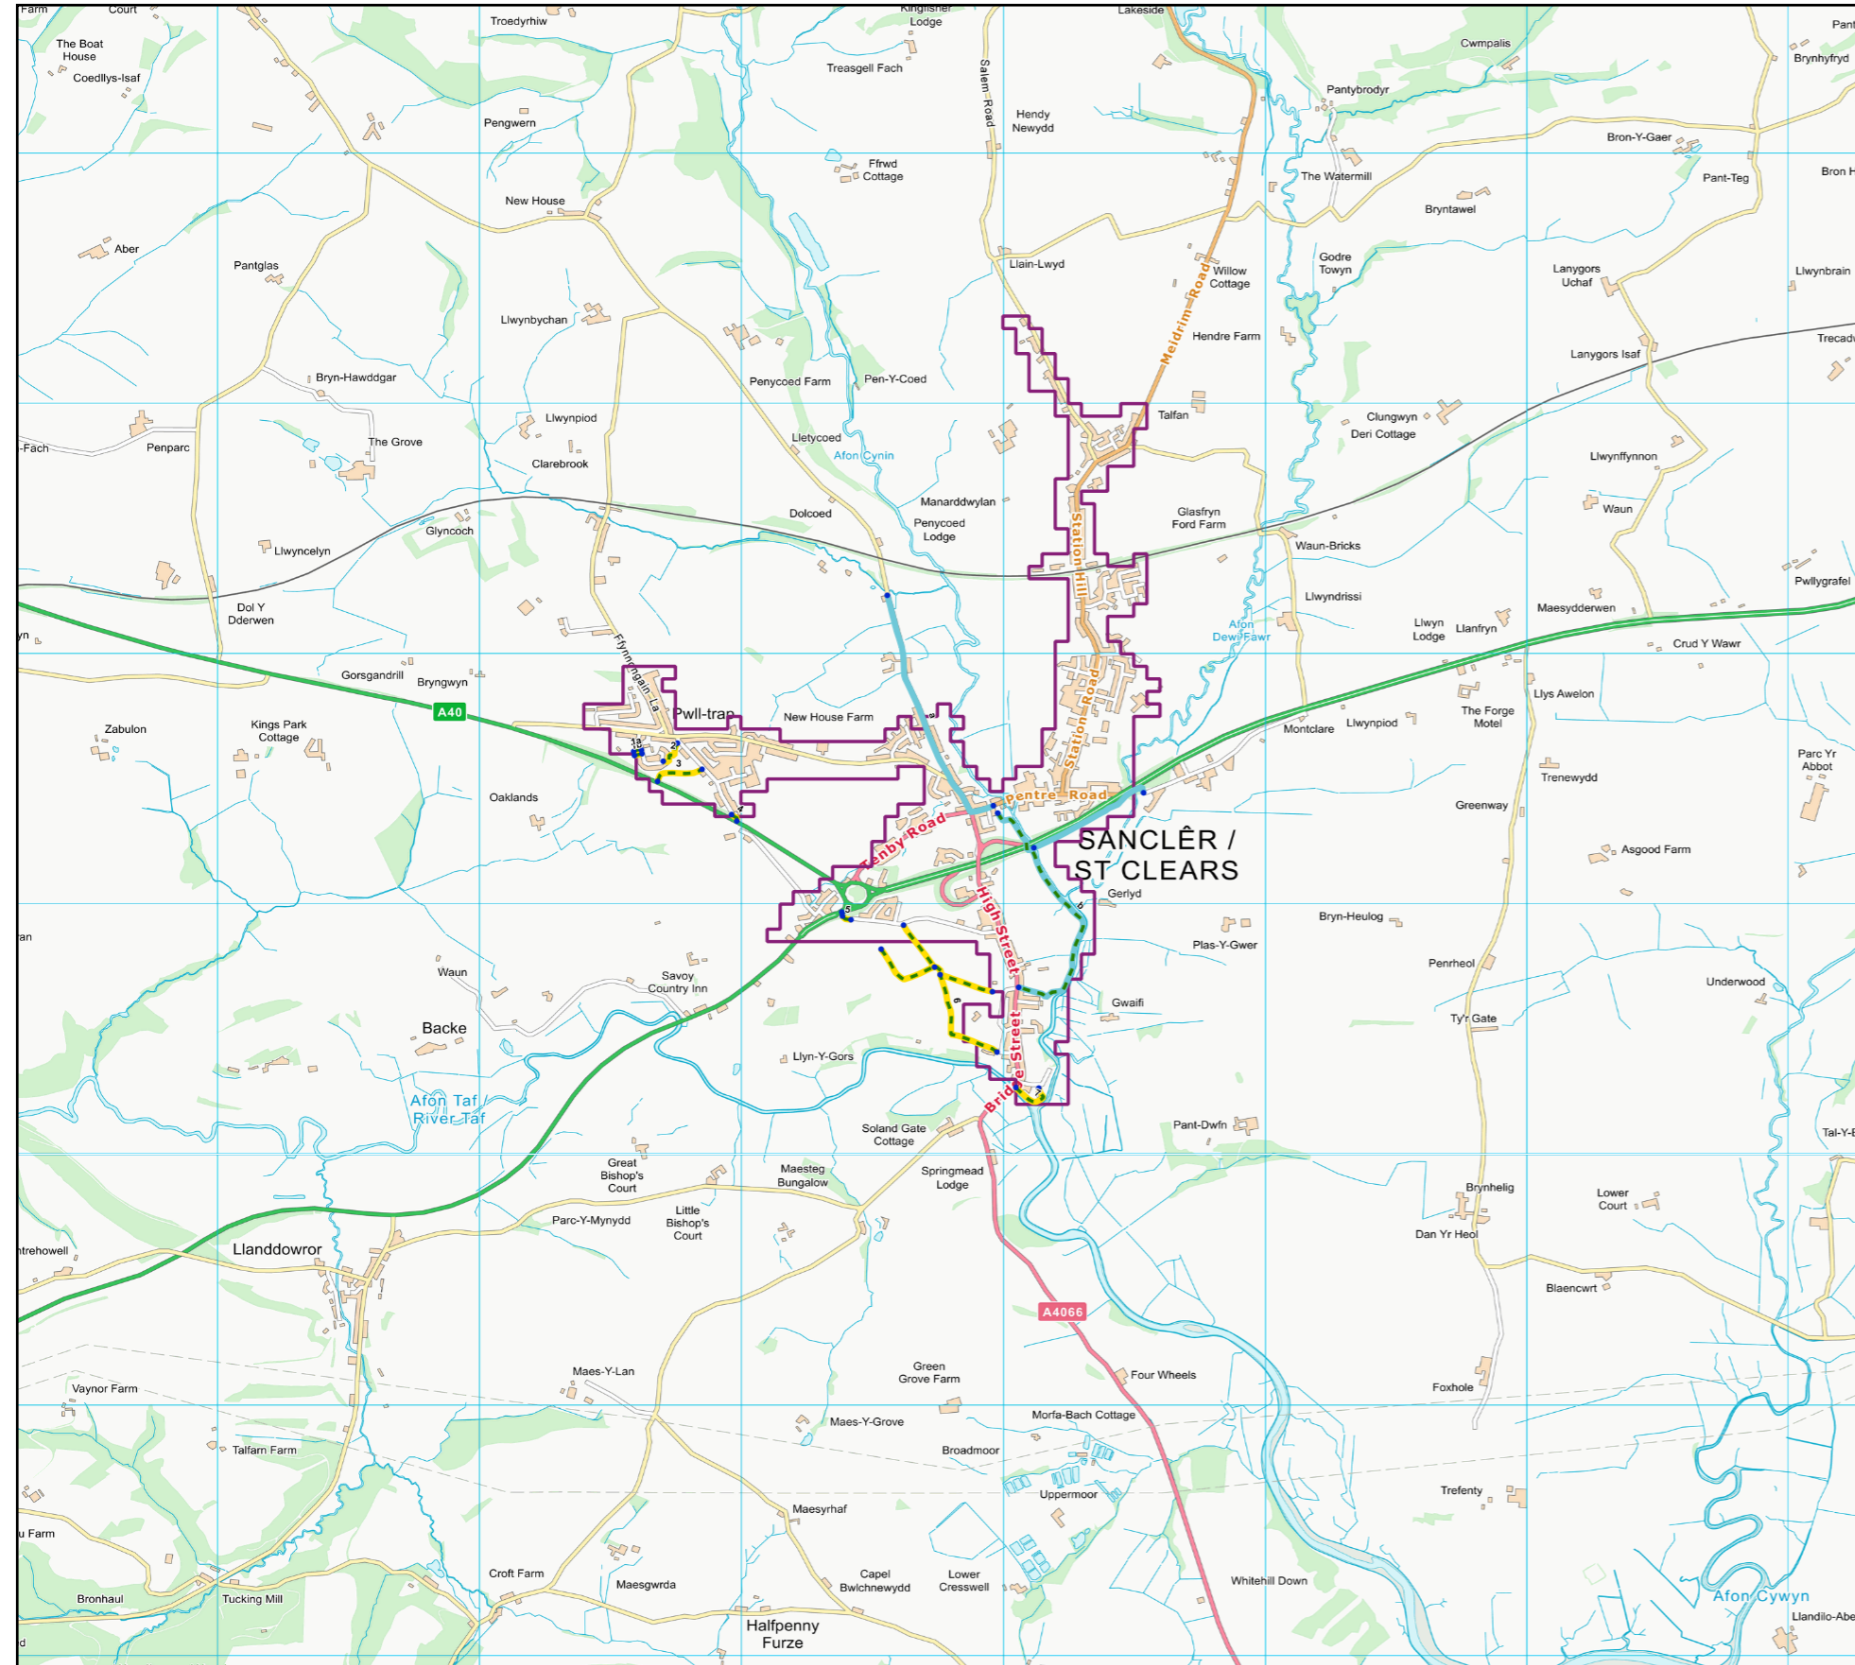 Farm
Court
Troedyrhiw
Kingfisher
Lodge
Lakeside
Pant
The Boat
House
Coedllys-Isaf
Treasgell Fach
Salem Road
Cwmpalis
Brynhyfryd
Pengwern
Hendy
Newydd
Pantybrodyr
Bron-Y-Gaer
Ffrwd
Cottage
The Watermill
Pant-Teg
Bron H
New House
Bryntawel
Aber
Pantglas
Llain-Lwyd
Willow
Cottage
Godre
Towyn
Lanygors
Uchaf
Llwynbrain
Llwynbychan
Meidrim Road
Hendre Farm
Lanygors Isaf
Trecadw
Bryn-Hawddgar
Penycoed Farm
Pen-Y-Coed
Llwynpiod
Talfan
Clungwyn
Deri Cottage
-Fach
Penparc
The Grove
Clarebrook
Lletycoed
Afon Cynin
Llwynffynnon
Manarddwylan
Glyncoch
Dolcoed
Penycoed
Lodge
Station Hill
Glasfryn
Ford Farm
Waun
Llwyncelyn
Waun-Bricks
Pwllygrafel
Dol Y
Dderwen
Llwyndrissi
Maesydderwen
yn
Ffynnongain La
Afon
Dewi Fawr
Llwyn
Lodge
Llanfryn
Crud Y Wawr
Gorsgandrill
Bryngwyn
Station Road
Llys Awelon
A40
Pwll-trap
New House Farm
The Forge
Motel
Zabulon
Kings Park
Cottage
Montclare
Llwynpiod
2
3
Parc Yr
Abbot
Trenewydd
Oaklands
4
Pentre Road
Greenway
Tenby Road
SANCLÊR /
ST CLEARS
Asgood Farm
High Street
Gerlyd
5
6
Bryn-Heulog
an
Plas-Y-Gwer
Waun
Savoy
Country Inn
Penrheol
Underwood
6
Gwaifi
Backe
Ty'r Gate
Llyn-Y-Gors
Bridge Street
7
Afon Taf /
River Taf
Soland Gate
Cottage
Pant-Dwfn
Tal-Y-B
Great
Bishop's
Court
Maesteg
Bungalow
Springmead
Lodge
Brynhelig
Lower
Court
Parc-Y-Mynydd
Little
Bishop's
Court
Dan Yr Heol
ntrehowell
Llanddowror
Blaencwrt
A4066
Maes-Y-Lan
Green
Grove Farm
Four Wheels
Foxhole
Vaynor Farm
Maes-Y-Grove
Morfa-Bach Cottage
Talfarn Farm
Broadmoor
Uppermoor
Trefenty
Maesyrhaf
u Farm
Croft Farm
Maesgwrda
Capel
Bwlchnewydd
Lower
Cresswell
Whitehill Down
Bronhaul
Tucking Mill
Afon Cywyn
Halfpenny
Furze
Llandilo-Abe
d